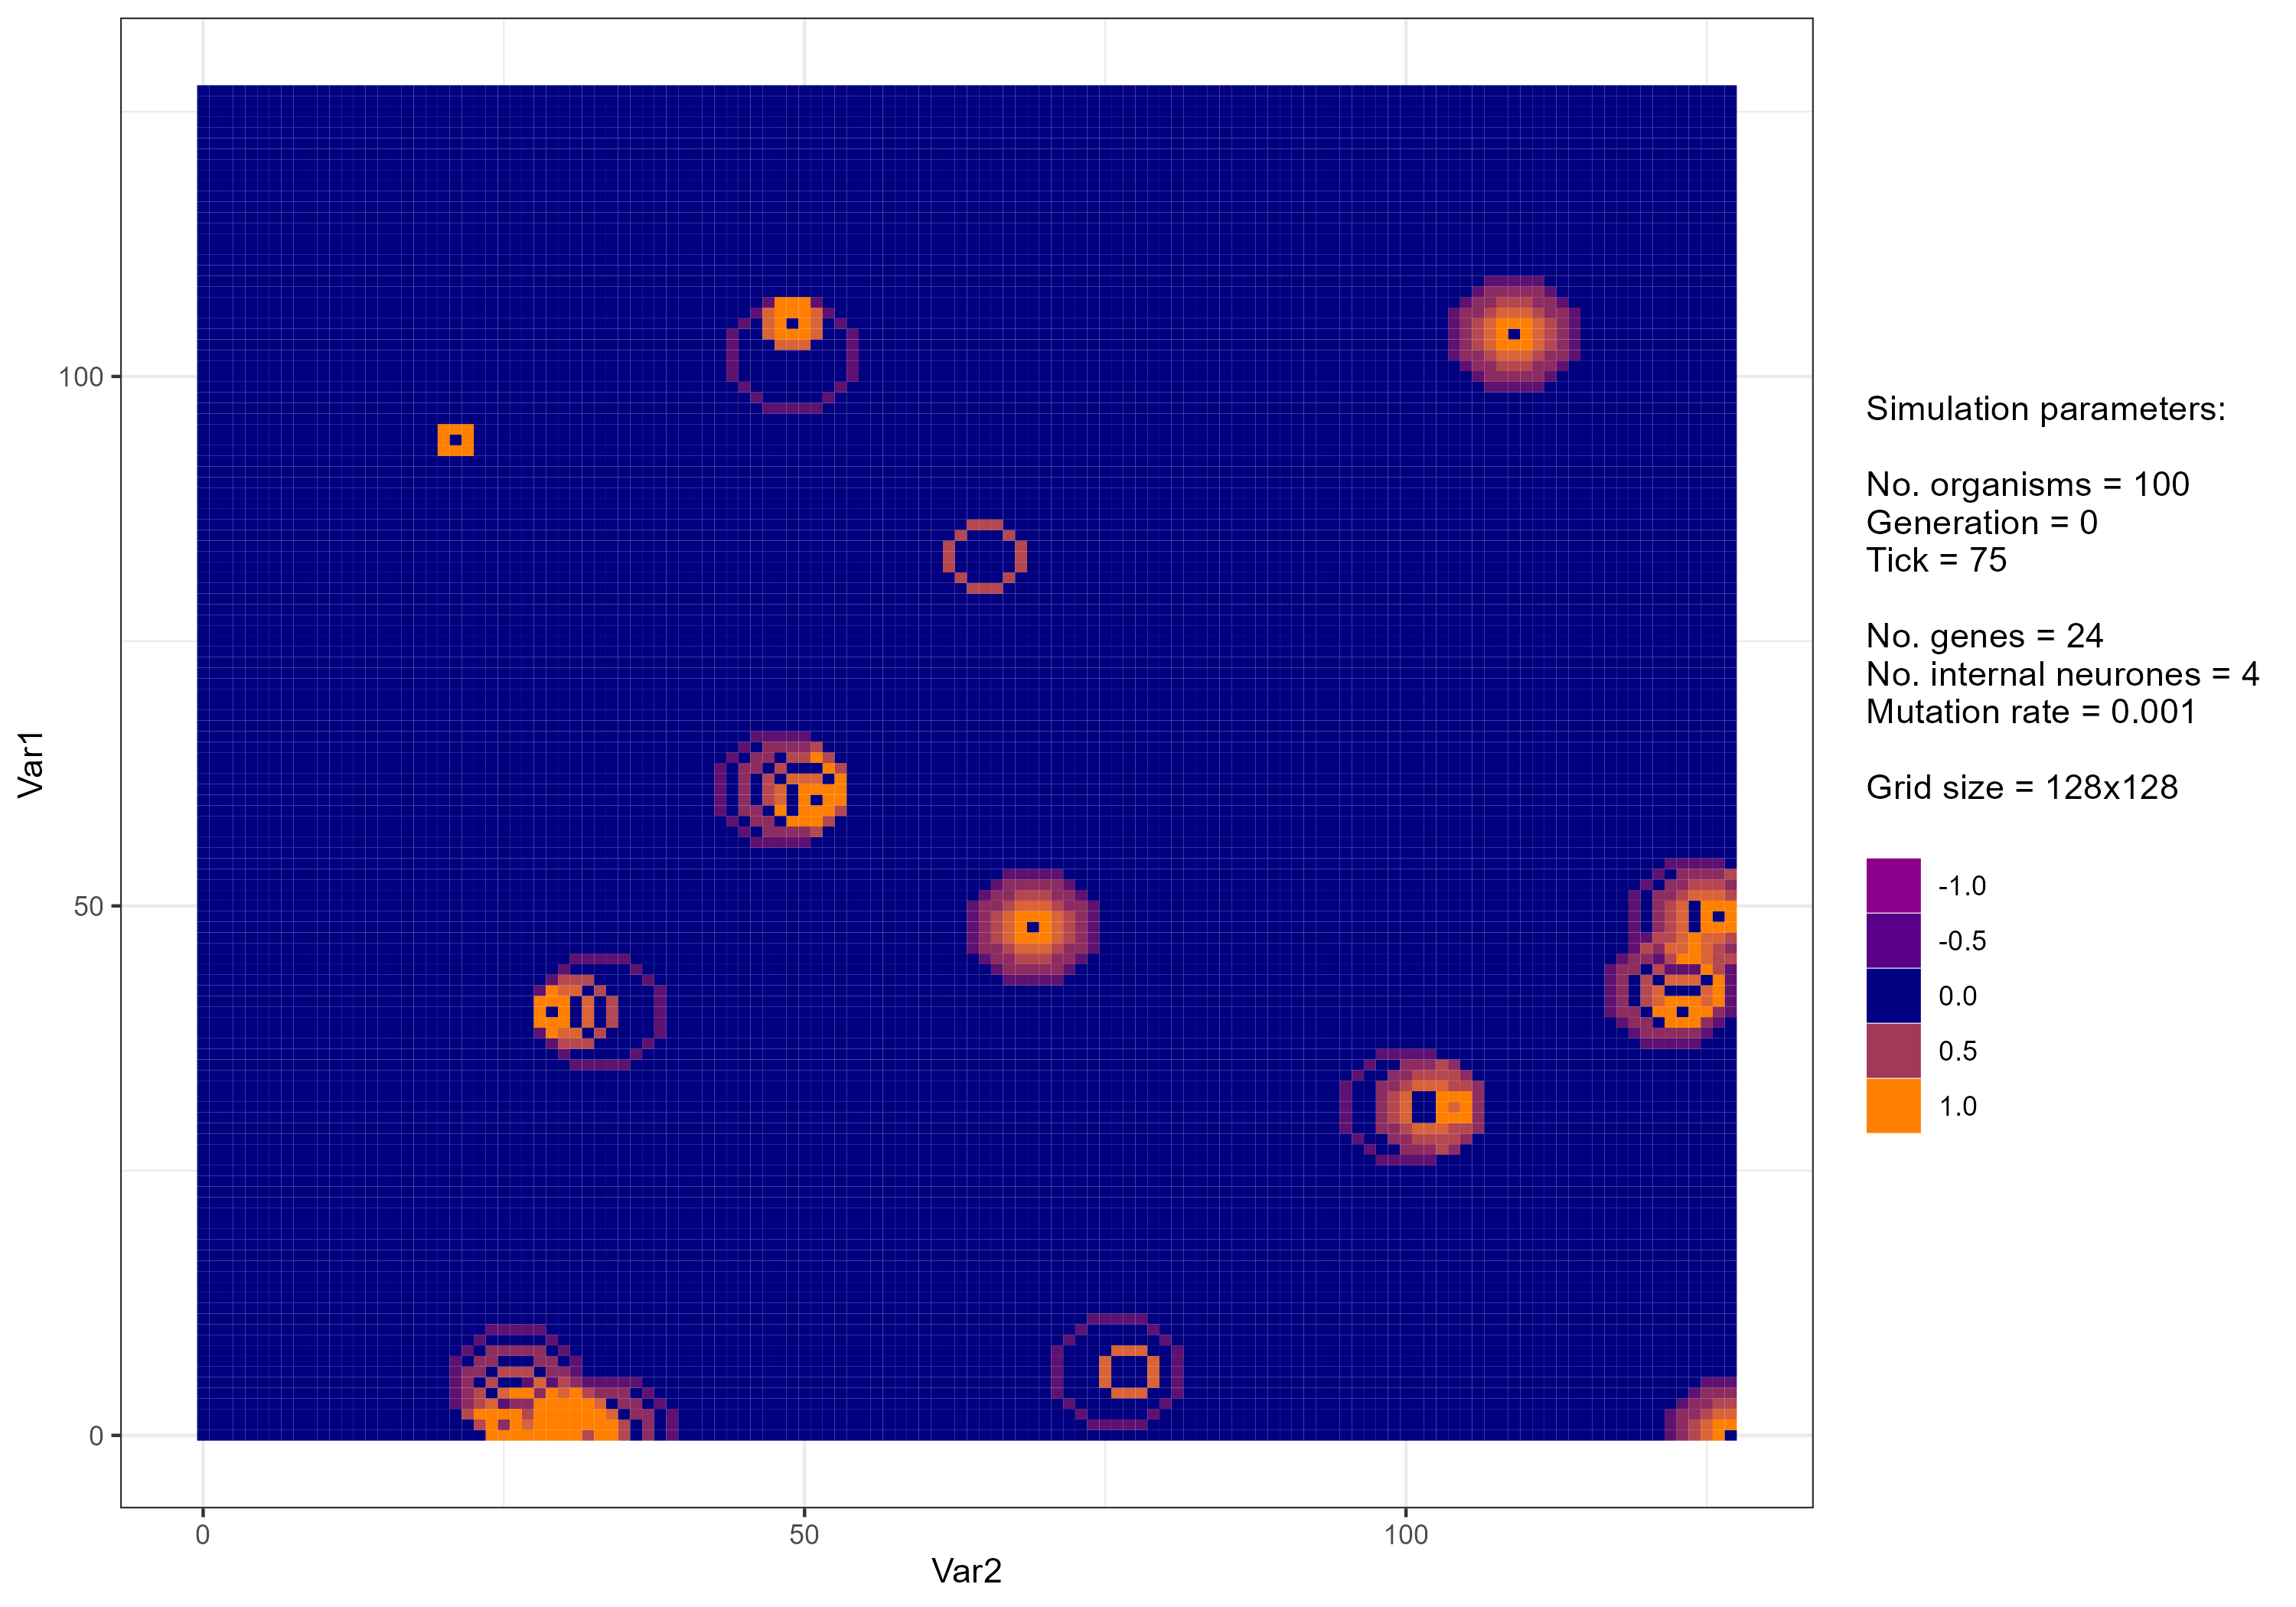 Var1
100
50
0
0
50
100
Var2
Simulation parameters:
No. organisms = 100
Generation = 0
Tick = 75
No. genes = 24
No. internal neurones = 4
Mutation rate = 0.001
Grid size = 128x128
-1.0
-0.5
0.0
0.5
1.0